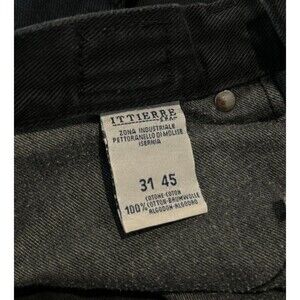 ITTIERRE
S.P.A.
ZONA INDUSTRIALE
PETTORANELLO DI MOLISE
ISERNIA
31 45
COTONE-COTON
100% COTTON-BAUMWOLLE
ALGODON-ALGODAO